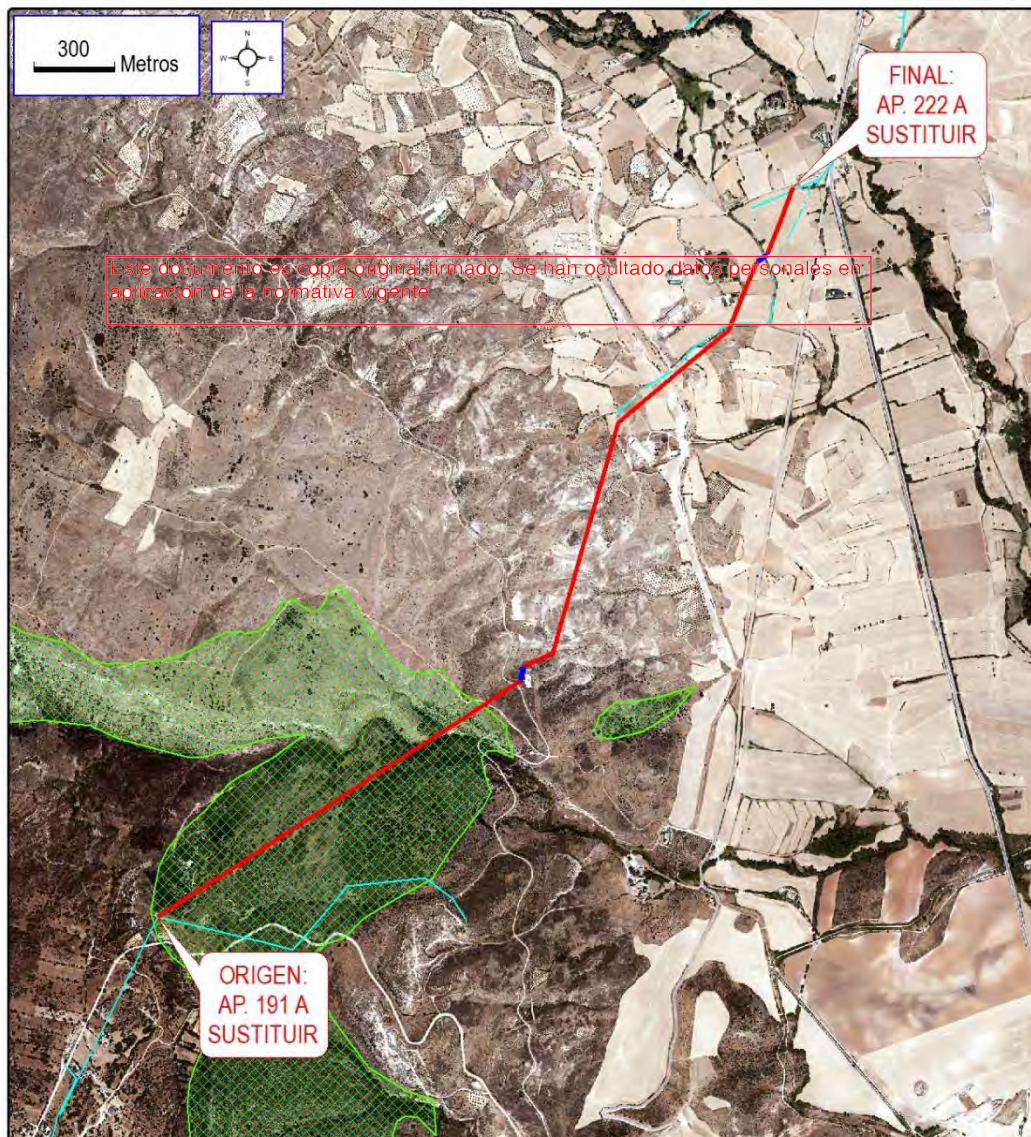 300
Metros
N
W E
S
FINAL:
AP. 222 A
SUSTITUIR
Este documento es copia original firmado. Se han ocultado datos personales en
aplicación de la normativa vigente
ORIGEN:
AP. 191 A
SUSTITUIR